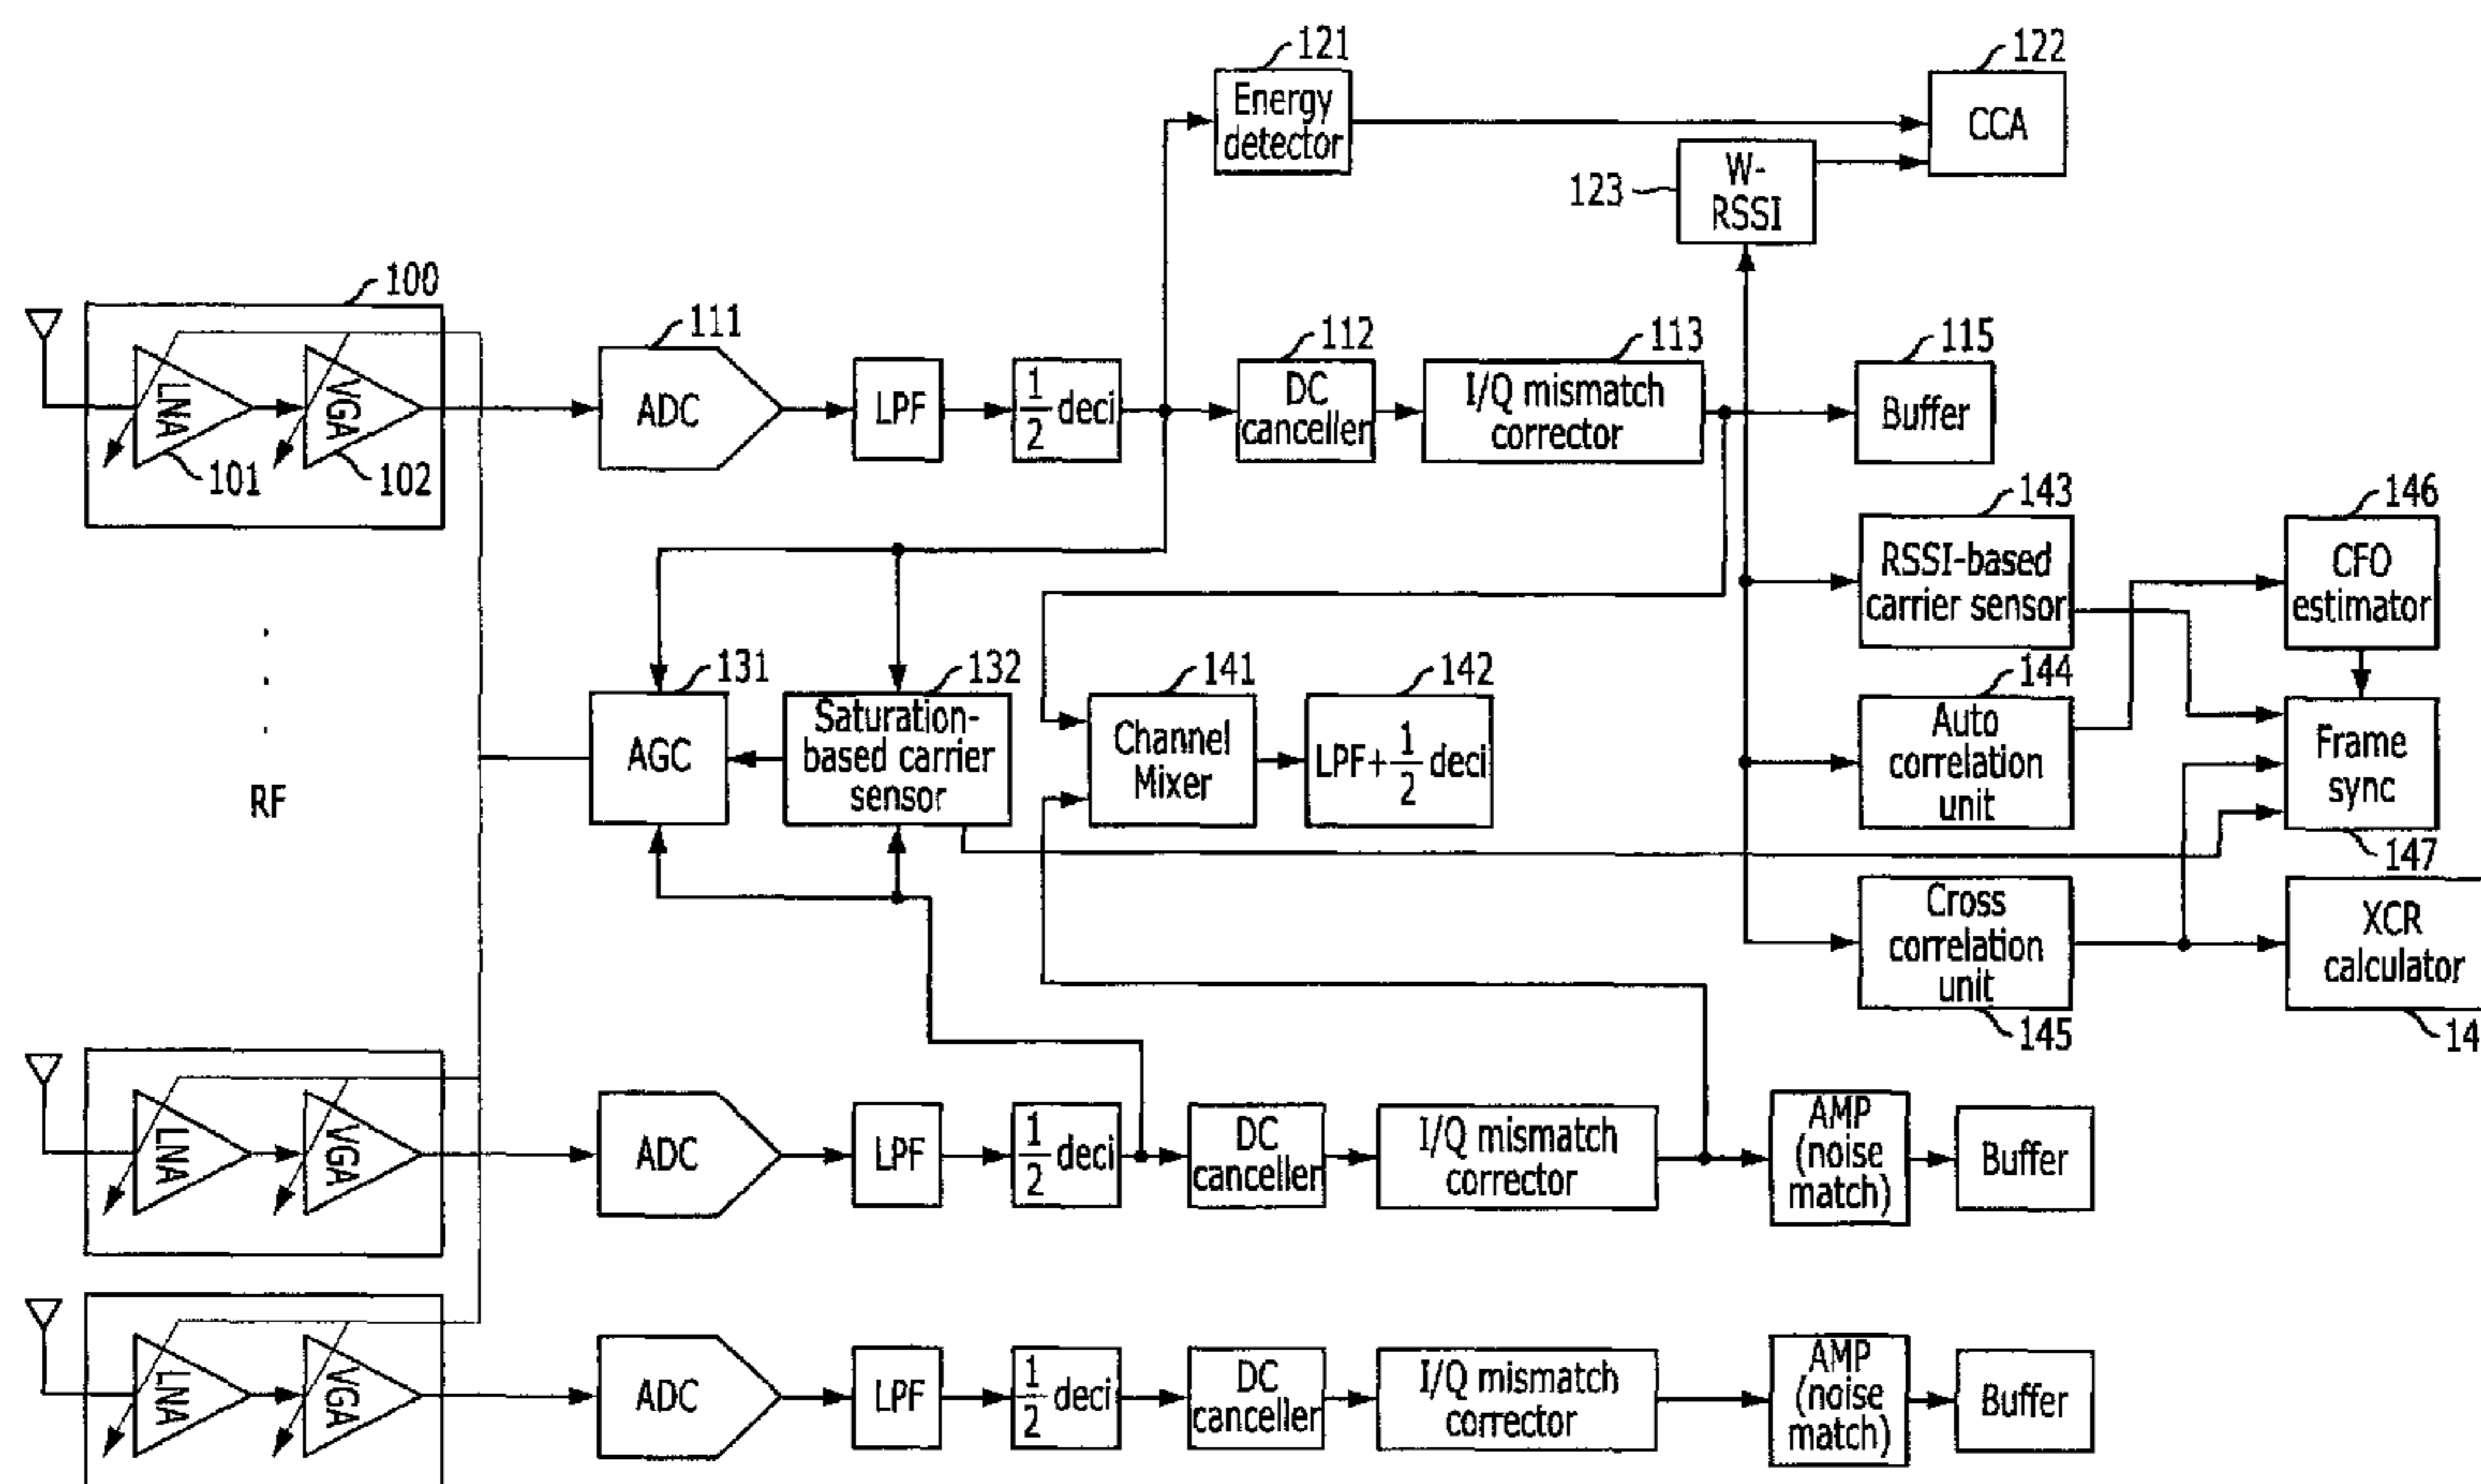 121
Energy
detector
122
CCA
123
W-
RSSI
100
LNA
VGA
101
102
111
ADC
LPF
1/2 deci
112
DC
canceller
113
I/Q mismatch
corrector
115
Buffer
143
RSSI-based
carrier sensor
146
CFO
estimator
RF
131
AGC
132
Saturation-
based carrier
sensor
141
Channel
Mixer
142
LPF+1/2 deci
144
Auto
correlation
unit
Frame
sync
147
Cross
correlation
unit
145
XCR
calculator
14
LNA
VGA
ADC
LPF
1/2 deci
DC
canceller
I/Q mismatch
corrector
AMP
(noise
match)
Buffer
LNA
VGA
ADC
LPF
1/2 deci
DC
canceller
I/Q mismatch
corrector
AMP
(noise
match)
Buffer